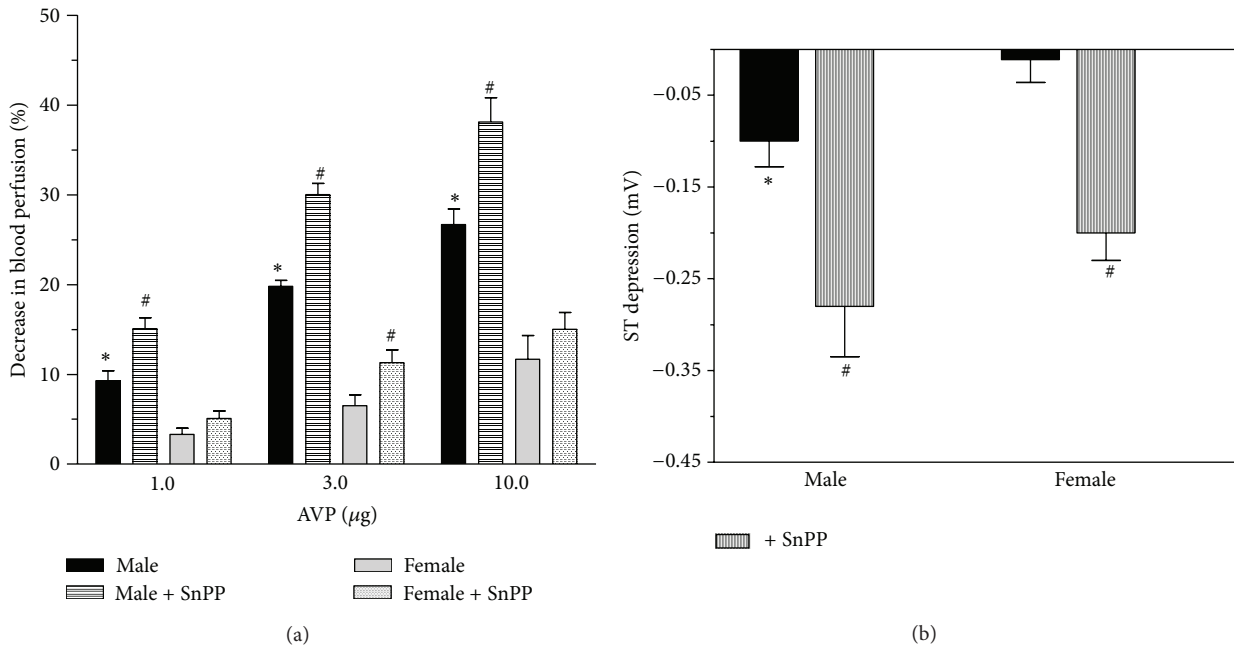 50
40
30
20
10
0
Decrease in blood perfusion (%)
* # # * # * #
1.0 3.0 10.0
AVP (μg)
Male Female
Male + SnPP Female + SnPP
(a)
−0.05
−0.15
−0.25
−0.35
−0.45
ST depression (mV)
* # #
Male Female
+ SnPP
(b)